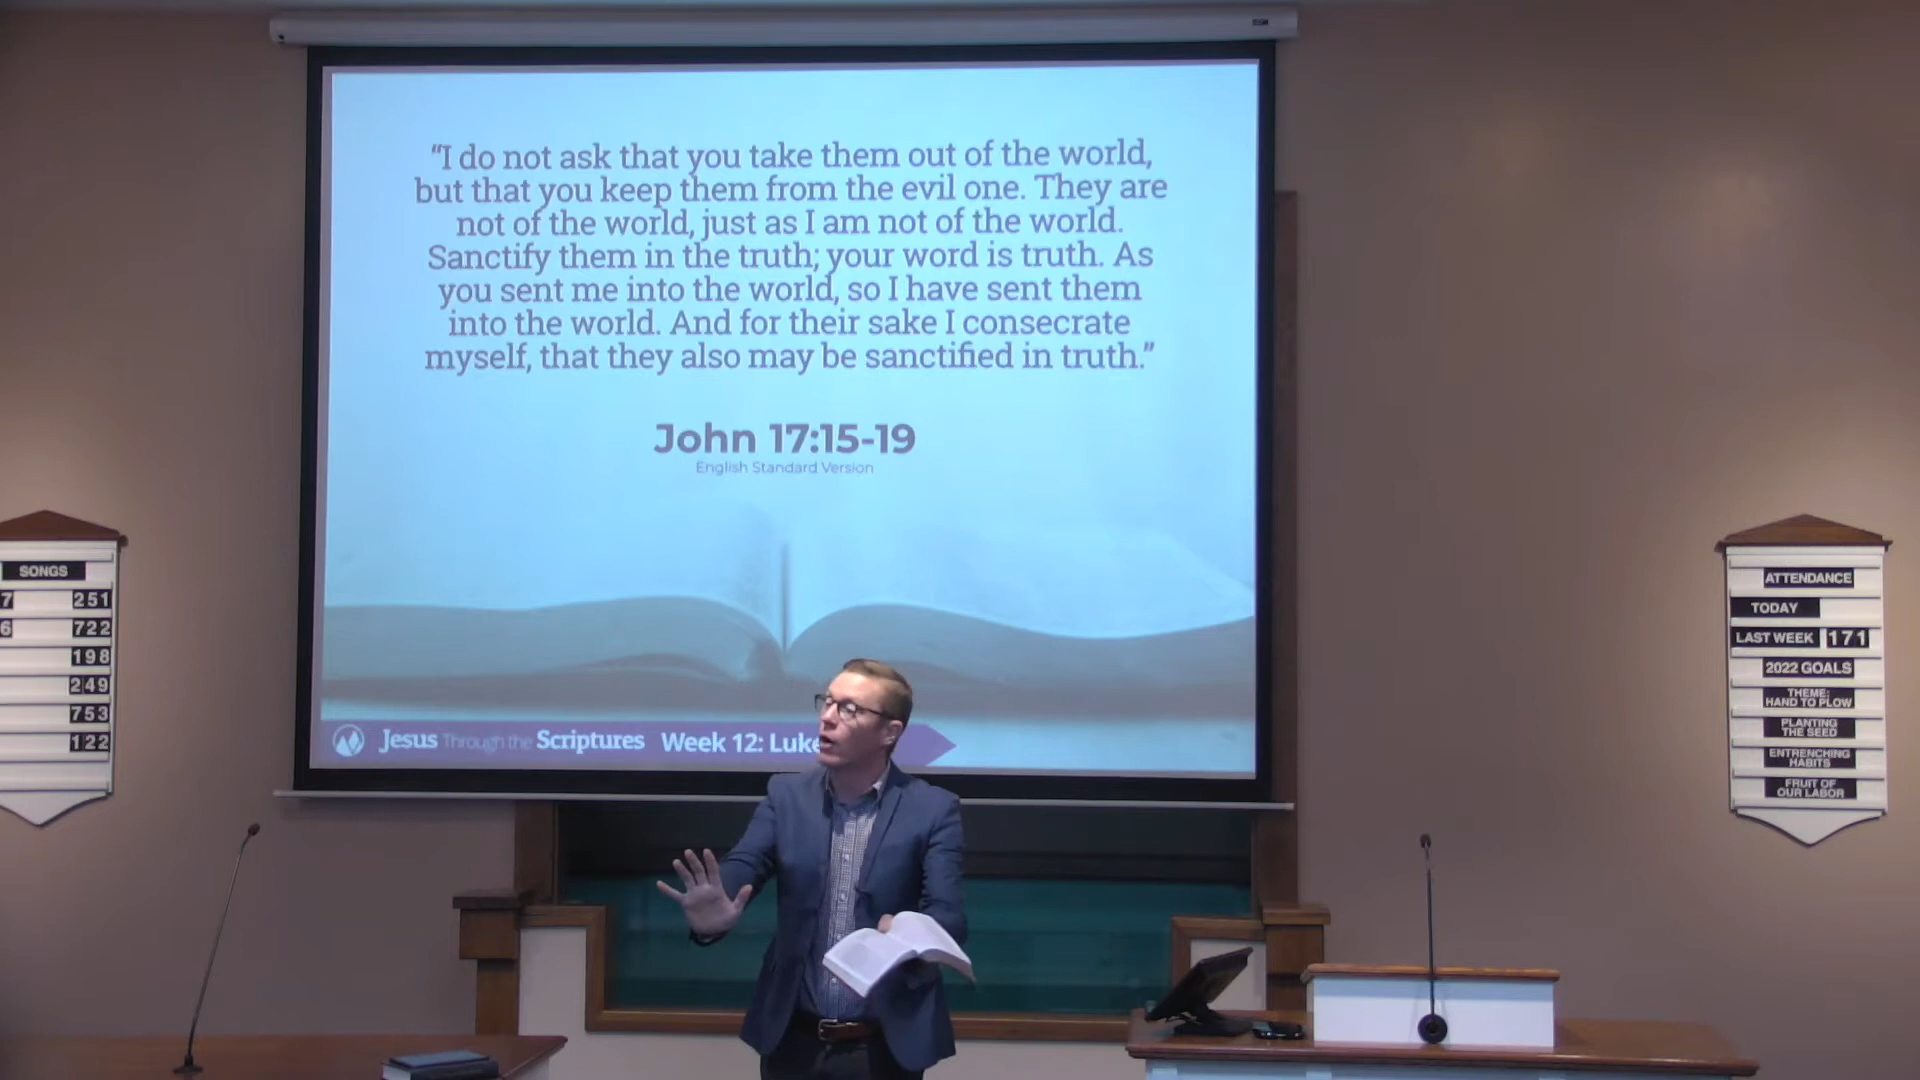 “I do not ask that you take them out of the world,
but that you keep them from the evil one. They are
not of the world, just as I am not of the world.
Sanctify them in the truth; your word is truth. As
you sent me into the world, so I have sent them
into the world. And for their sake I consecrate
myself, that they also may be sanctified in truth.”
John 17:15-19
English Standard Version
Jesus Through the Scriptures Week 12: Luke
SONGS
7 251
6 722
198
249
753
122
ATTENDANCE
TODAY
LAST WEEK 171
2022 GOALS
THEME:
HAND TO PLOW
PLANTING
THE SEED
ENTRENCHING
HABITS
FRUIT OF
OUR LABOR